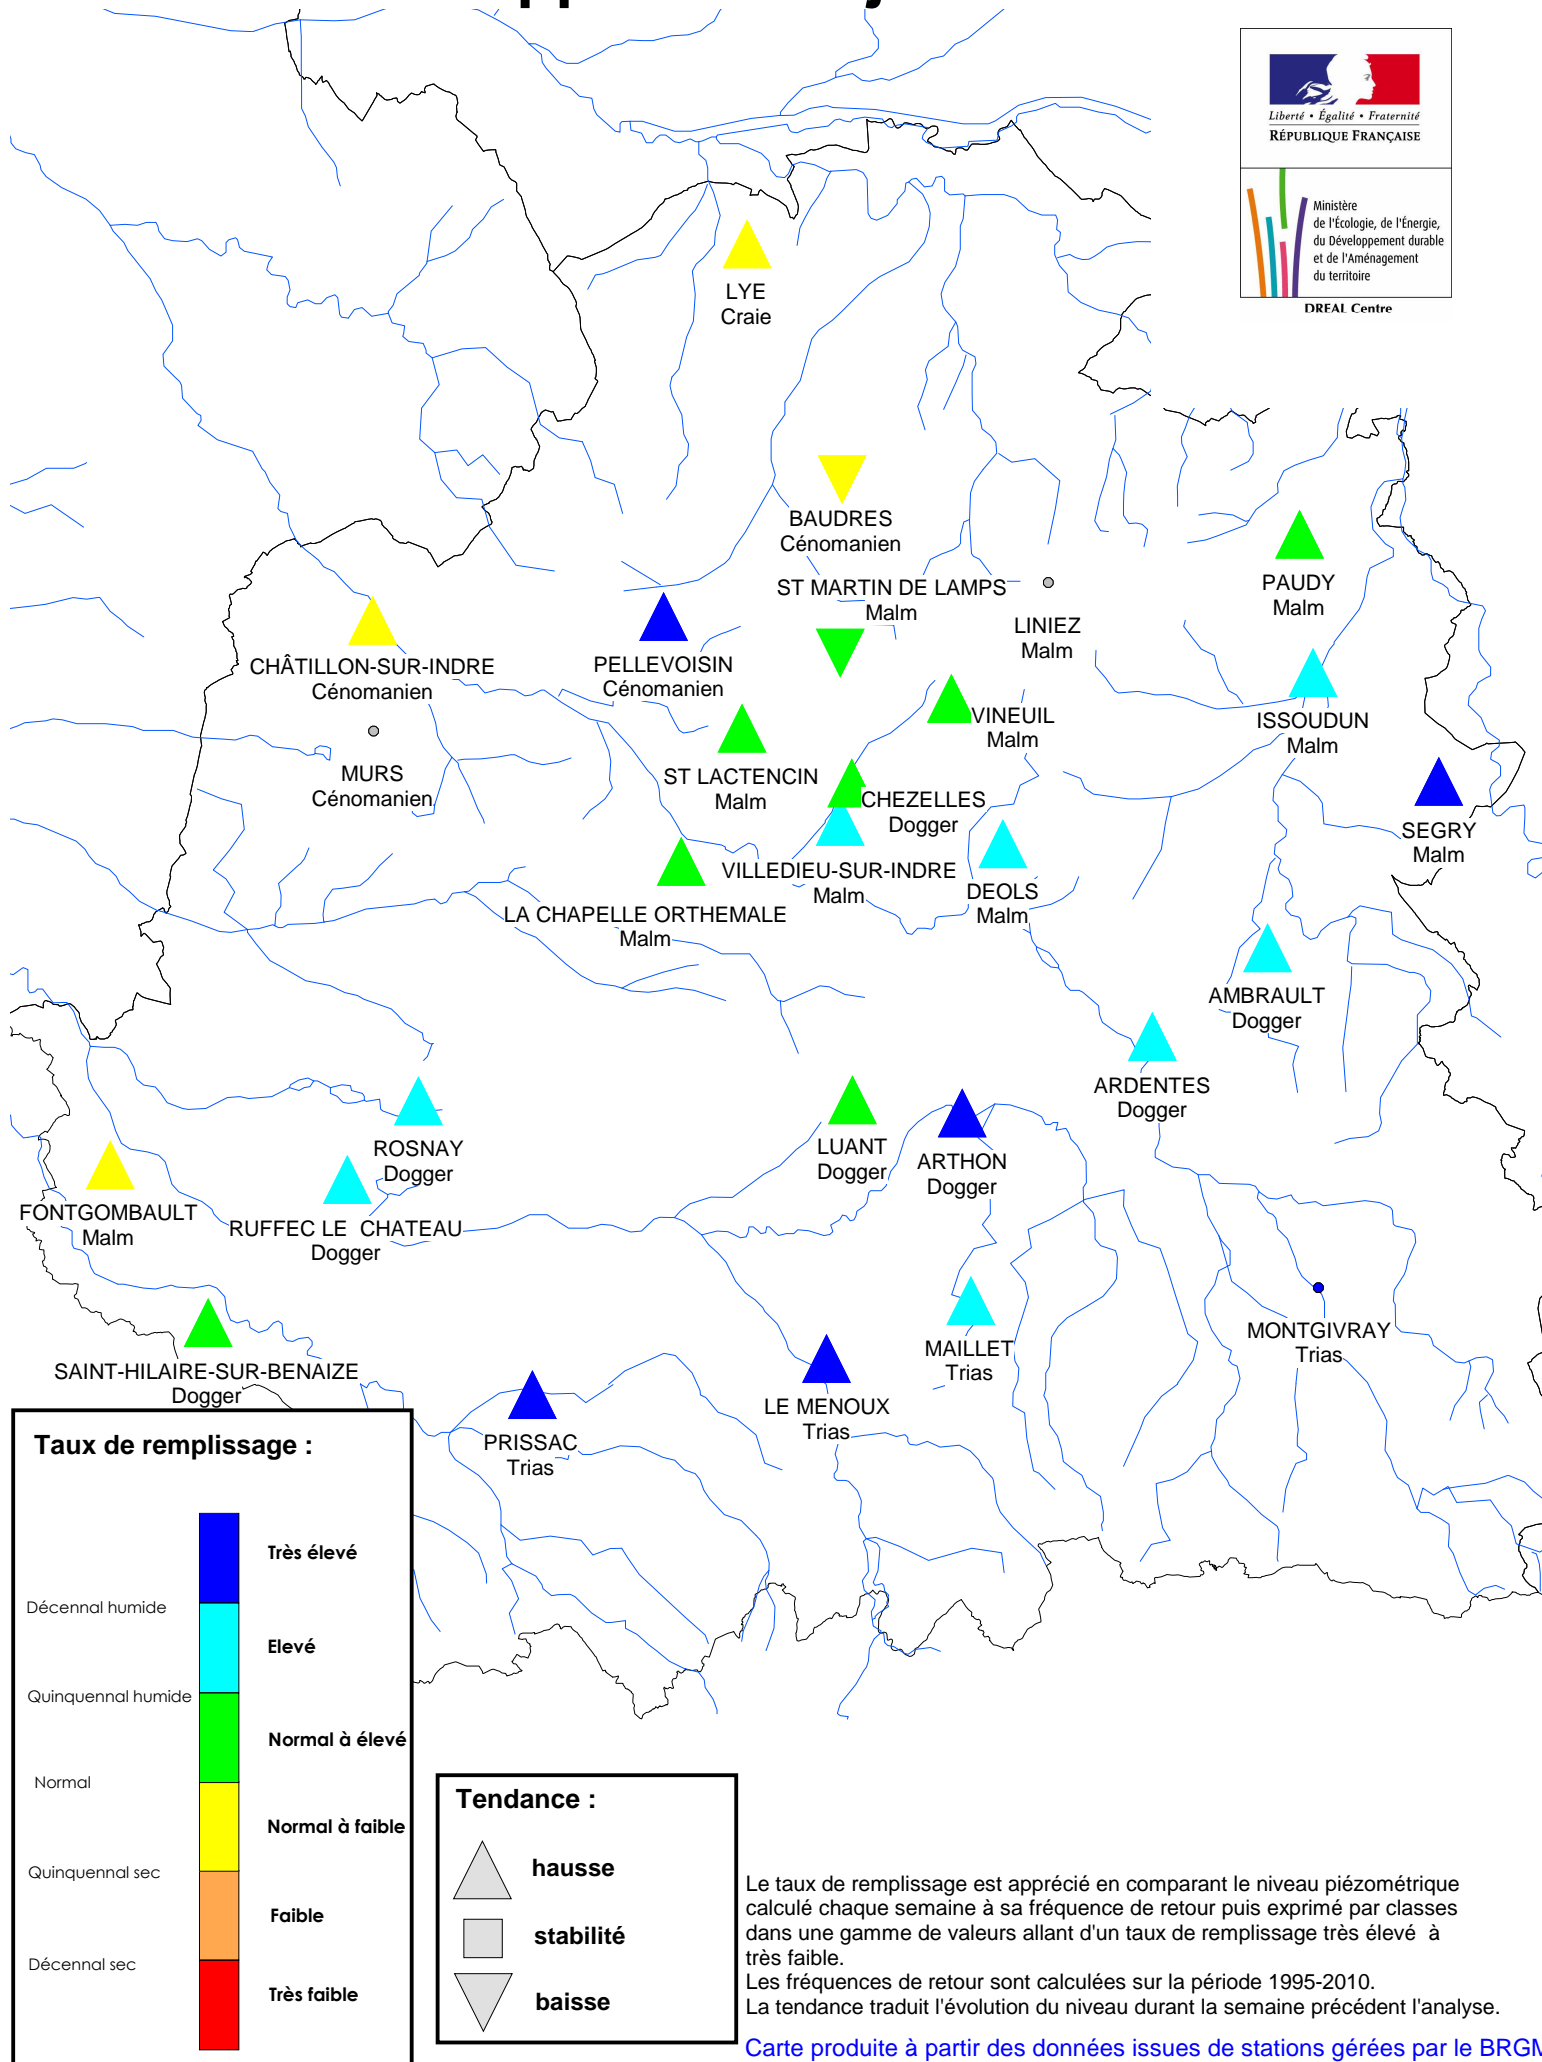 Liberté • Égalité • Fraternité
RÉPUBLIQUE FRANÇAISE
Ministère
de l'Écologie, de l'Énergie,
du Développement durable
et de l'Aménagement
du territoire
DREAL Centre
LYE
Craie
BAUDRES
Cénomanien
ST MARTIN DE LAMPS
Malm
LINIEZ
Malm
PAUDY
Malm
CHÂTILLON-SUR-INDRE
Cénomanien
PELLEVOISIN
Cénomanien
VINEUIL
Malm
ISSOUDUN
Malm
MURS
Cénomanien
ST LACTENCIN
Malm
CHEZELLES
Dogger
SEGRY
Malm
VILLEDIEU-SUR-INDRE
Malm
DEOLS
Malm
LA CHAPELLE ORTHEMALE
Malm
AMBRAULT
Dogger
ARDENTES
Dogger
ROSNAY
Dogger
LUANT
Dogger
ARTHON
Dogger
FONTGOMBAULT
Malm
RUFFEC LE  CHATEAU
Dogger
MAILLET
Trias
MONTGIVRAY
Trias
SAINT-HILAIRE-SUR-BENAIZE
Dogger
LE MENOUX
Trias
PRISSAC
Trias
Taux de remplissage :
Très élevé
Décennal humide
Elevé
Quinquennal humide
Normal à élevé
Normal
Normal à faible
Quinquennal sec
Faible
Décennal sec
Très faible
Tendance :
hausse
stabilité
baisse
Le taux de remplissage est apprécié en comparant le niveau piézométrique
calculé chaque semaine à sa fréquence de retour puis exprimé par classes
dans une gamme de valeurs allant d'un taux de remplissage très élevé  à
très faible.
Les fréquences de retour sont calculées sur la période 1995-2010.
La tendance traduit l'évolution du niveau durant la semaine précédent l'analyse.
Carte produite à partir des données issues de stations gérées par le BRGM